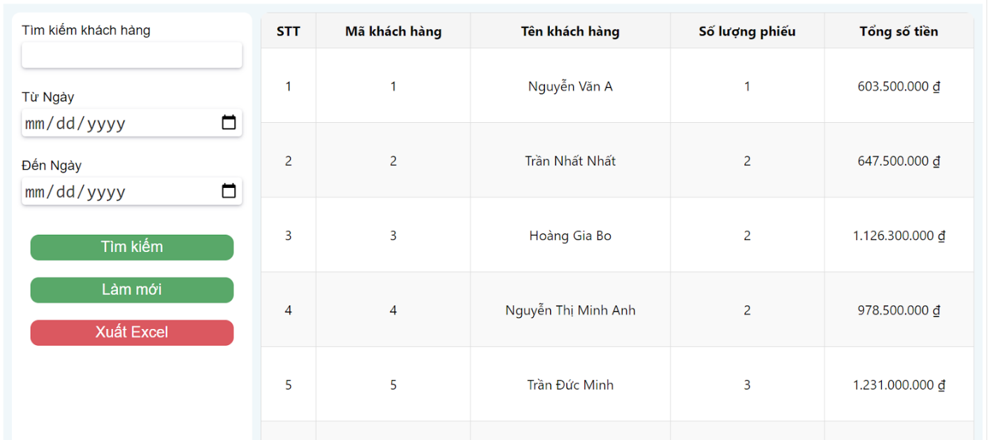 Tìm kiếm khách hàng
Từ Ngày
mm/dd/yyyy
Đến Ngày
mm/dd/yyyy
Tìm kiếm
Làm mới
Xuất Excel
STT Mã khách hàng Tên khách hàng Số lượng phiếu Tổng số tiền
1 1 Nguyễn Văn A 1 603.500.000 ₫
2 2 Trần Nhất Nhất 2 647.500.000 ₫
3 3 Hoàng Gia Bo 2 1.126.300.000 ₫
4 4 Nguyễn Thị Minh Anh 2 978.500.000 ₫
5 5 Trần Đức Minh 3 1.231.000.000 ₫